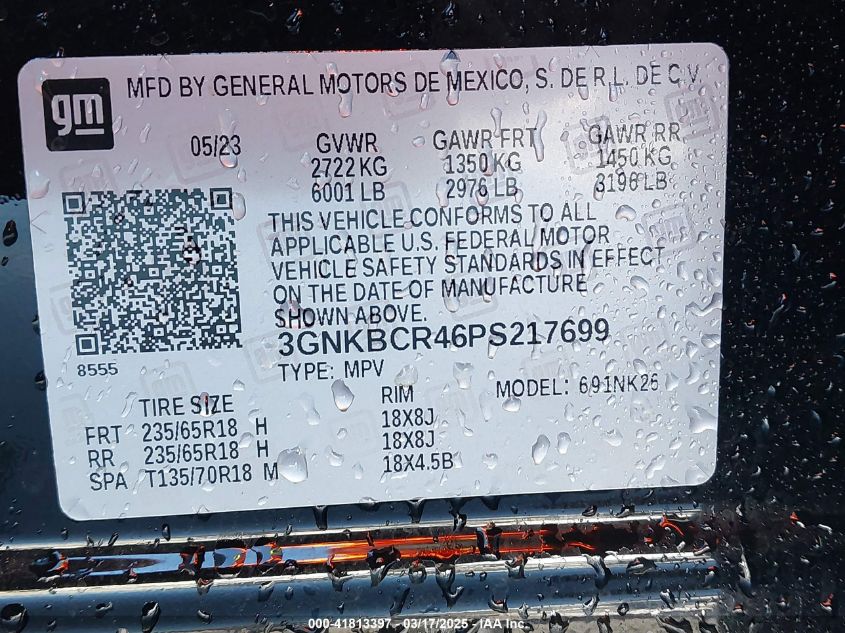 gm
MFD BY GENERAL MOTORS DE MEXICO, S. DE R.L. DE C.V.
05/23 GVWR GAWR FRT GAWR RR
2722 KG 1350 KG 1450 KG
6001 LB 2976 LB 3196 LB
THIS VEHICLE CONFORMS TO ALL
APPLICABLE U.S. FEDERAL MOTOR
VEHICLE SAFETY STANDARDS IN EFFECT
ON THE DATE OF MANUFACTURE
SHOWN ABOVE.
3GNKBCR46PS217699
8555 TYPE: MPV MODEL: 691NK26
TIRE SIZE RIM
FRT 235/65R18 H 18X8J
RR 235/65R18 H 18X8J
SPA T135/70R18 M 18X4.5B
000-41813397 - 03/17/2025 - IAA Inc.